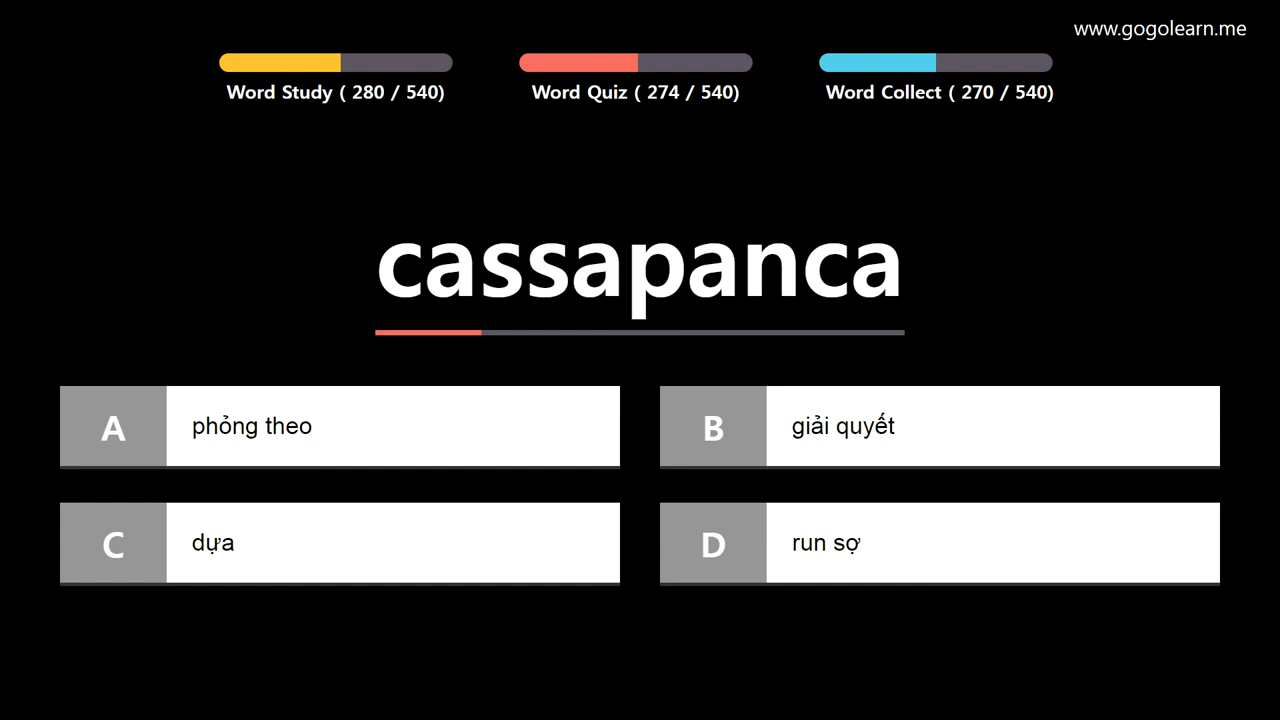 www.gogolearn.me
Word Study ( 280 / 540)
Word Quiz ( 274 / 540)
Word Collect ( 270 / 540)
cassapanca
A phỏng theo
B giải quyết
C dựa
D run sợ